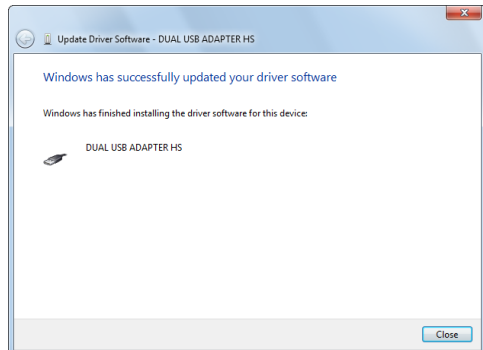 Update Driver Software - DUAL USB ADAPTER HS
Windows has successfully updated your driver software
Windows has finished installing the driver software for this device:
DUAL USB ADAPTER HS
Close